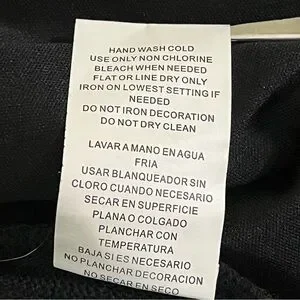 HAND WASH COLD
USE ONLY NON CHLORINE
BLEACH WHEN NEEDED
FLAT OR LINE DRY ONLY
IRON ON LOWEST SETTING IF
NEEDED
DO NOT IRON DECORATION
DO NOT DRY CLEAN
LAVAR A MANO EN AGUA
FRIA
USAR BLANQUEADOR SIN
CLORO CUANDO NECESARIO
SECAR EN SUPERFICIE
PLANA O COLGADO
PLANCHAR CON
TEMPERATURA
BAJA SI ES NECESARIO
NO PLANCHAR DECORACION
NO SECAR EN SECO